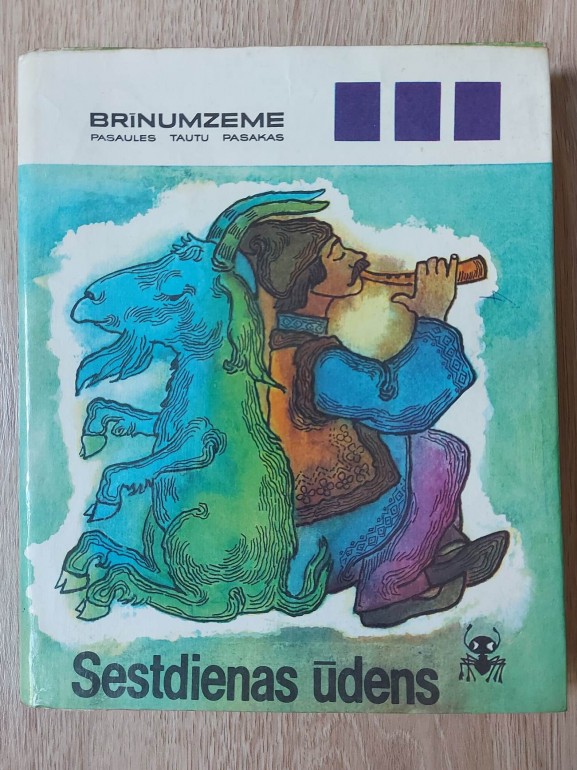 BRīNUMZEME
PASAULES TAUTU PASAKAS
Sestdienas ūdens